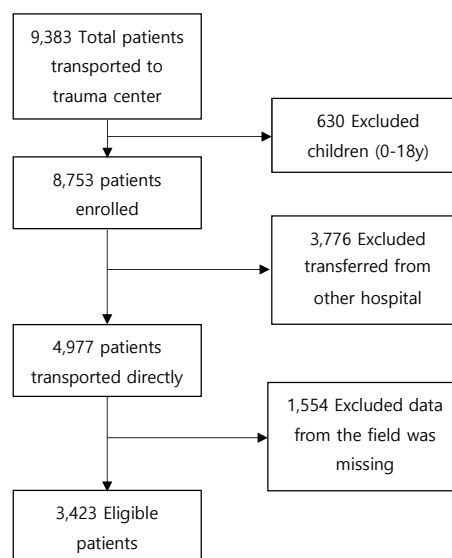 9,383 Total patients
transported to
trauma center
630 Excluded
children (0-18y)
8,753 patients
enrolled
3,776 Excluded
transferred from
other hospital
4,977 patients
transported directly
1,554 Excluded data
from the field was
missing
3,423 Eligible
patients